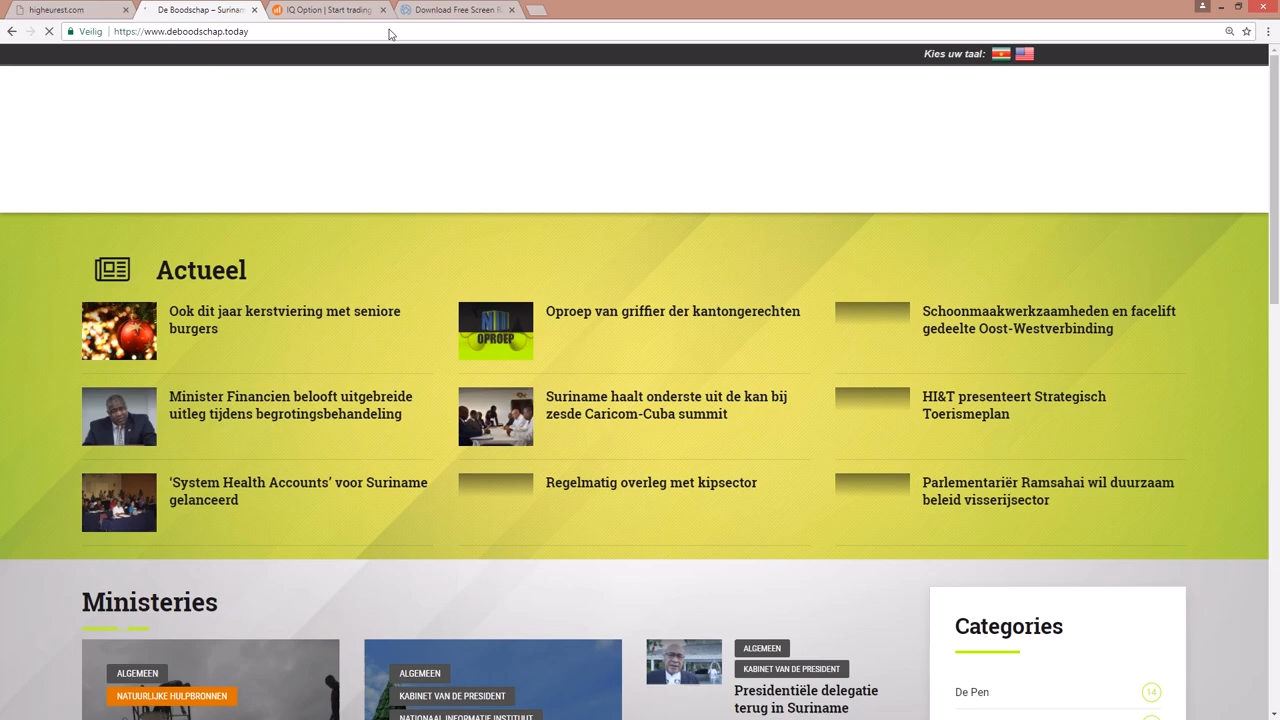 higheurest.com
De Boodschap – Surinam
IQ Option | Start trading
Download Free Screen R
Veilig
https://www.deboodschap.today
Kies uw taal:
Actueel
Ook dit jaar kerstviering met seniore
burgers
Oproep van griffier der kantongerechten
OPROEP
Schoonmaakwerkzaamheden en facelift
gedeelte Oost-Westverbinding
Minister Financien belooft uitgebreide
uitleg tijdens begrotingsbehandeling
Suriname haalt onderste uit de kan bij
zesde Caricom-Cuba summit
HI&T presenteert Strategisch
Toerismeplan
‘System Health Accounts’ voor Suriname
gelanceerd
Regelmatig overleg met kipsector
Parlementariër Ramsahai wil duurzaam
beleid visserijsector
Ministeries
Categories
ALGEMEEN
NATUURLIJKE HULPBRONNEN
ALGEMEEN
KABINET VAN DE PRESIDENT
NATIONAAL INFORMATIE INSTITUUT
ALGEMEEN
KABINET VAN DE PRESIDENT
Presidentiële delegatie
terug in Suriname
De Pen
14